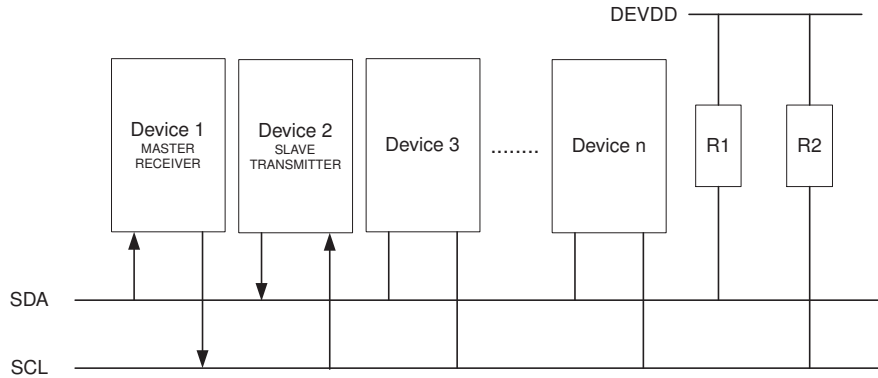 DEVDD
Device 1
MASTER
RECEIVER
Device 2
SLAVE
TRANSMITTER
Device 3
........
Device n
R1
R2
SDA
SCL